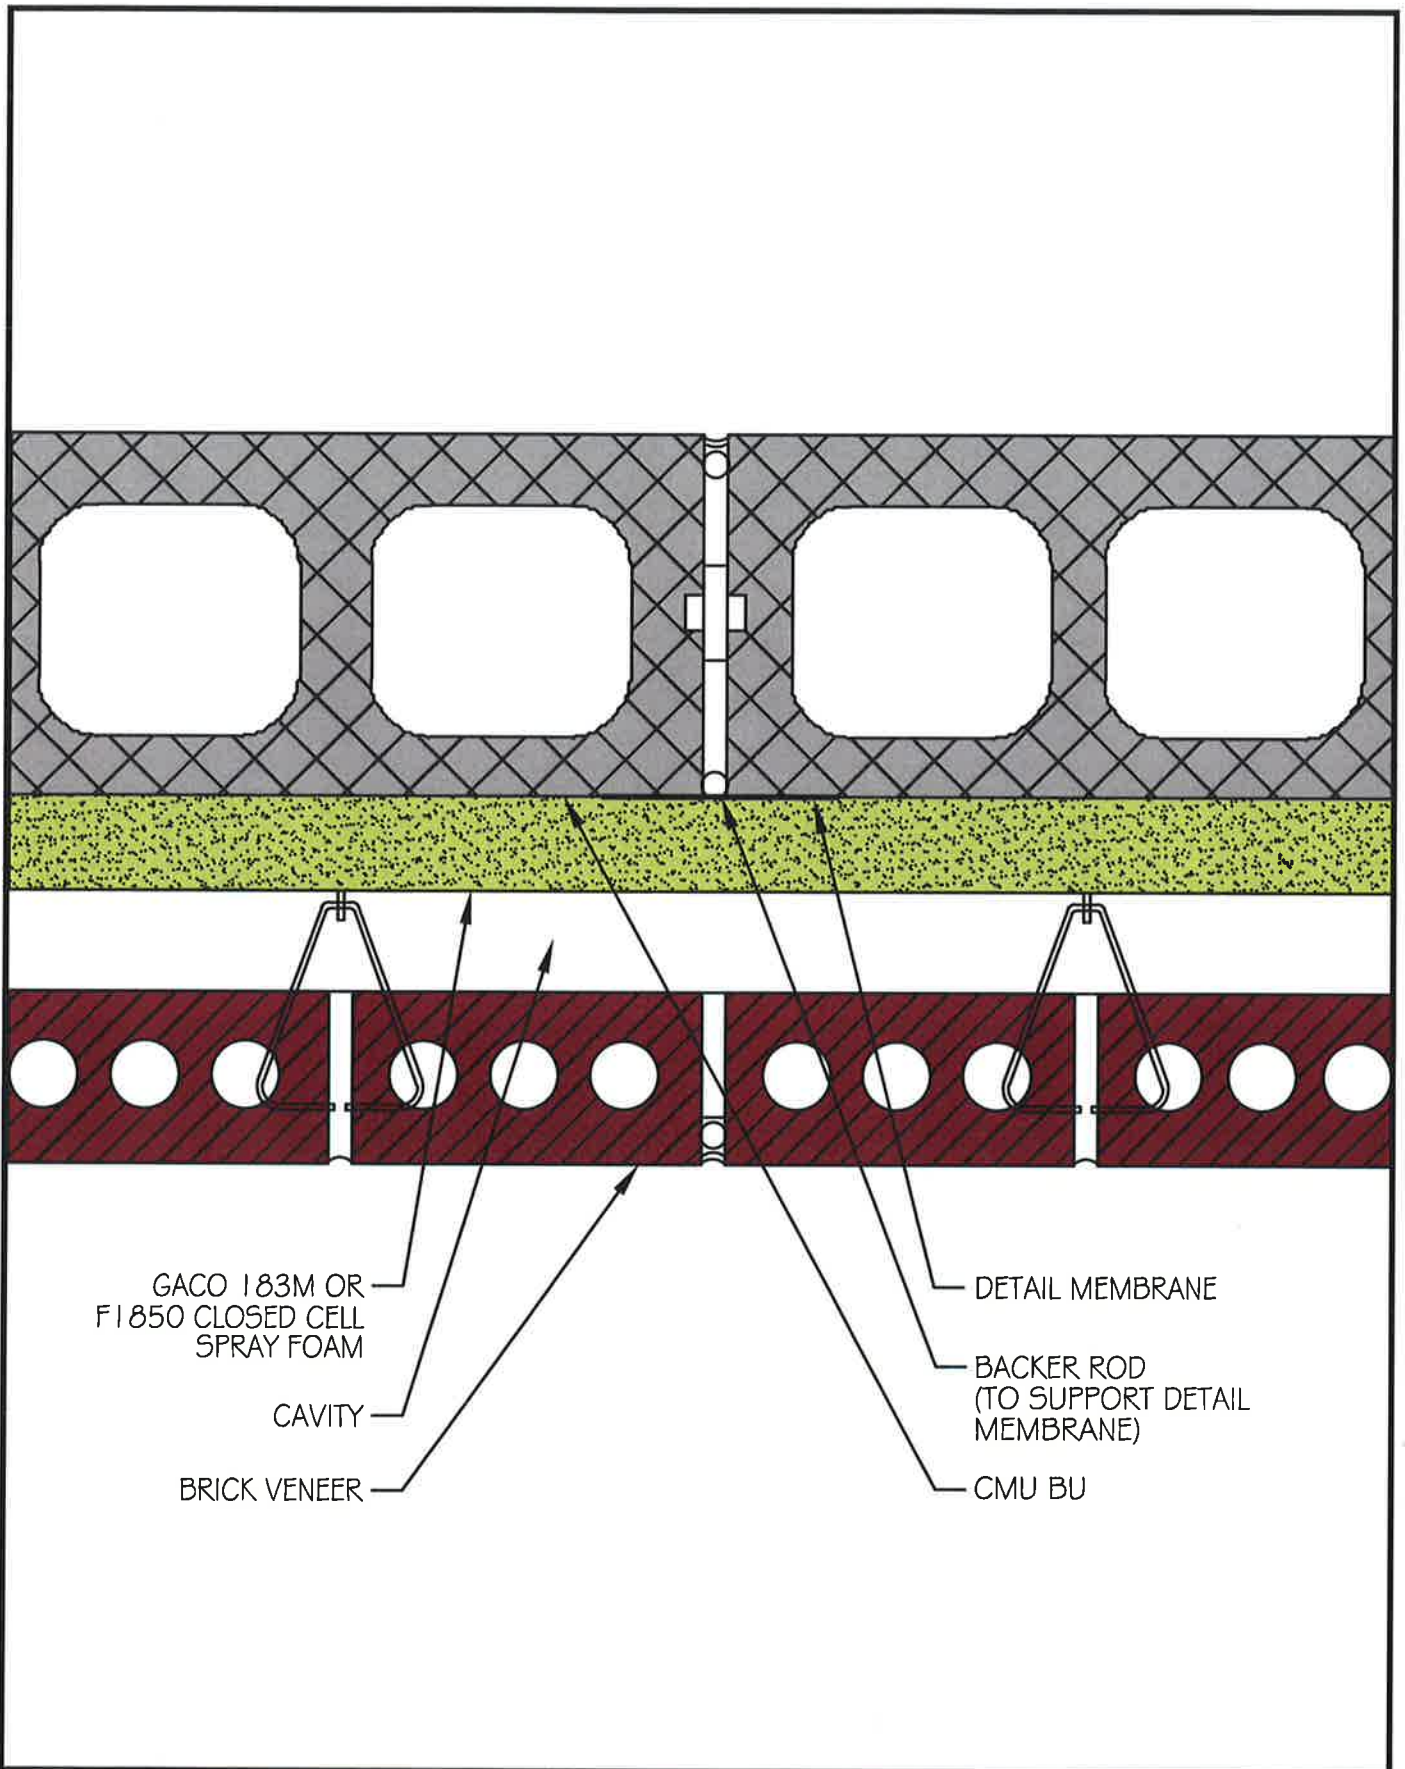 GACO 183M OR
F1850 CLOSED CELL
SPRAY FOAM
CAVITY
BRICK VENEER
DETAIL MEMBRANE
BACKER ROD
(TO SUPPORT DETAIL
MEMBRANE)
CMU BU